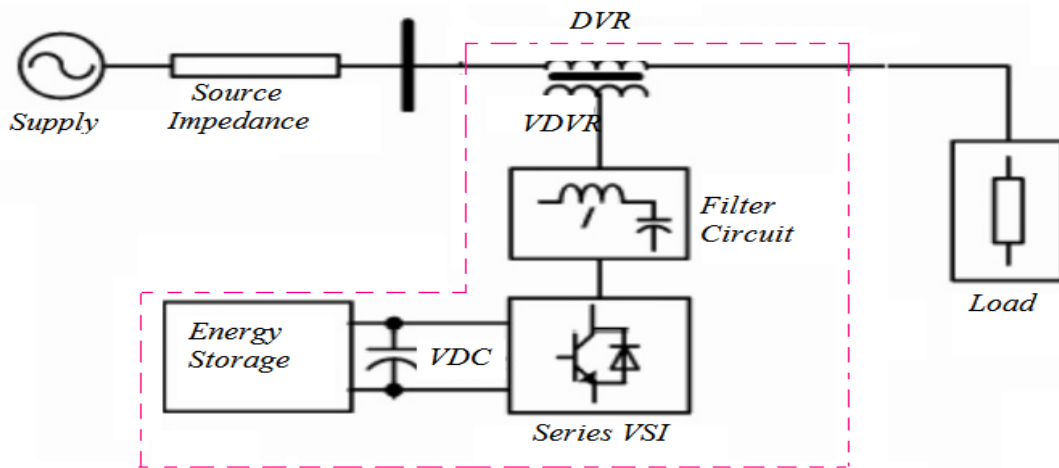 DVR
Supply
Source
Impedance
VDVR
Filter
Circuit
Energy
Storage
VDC
Load
Series VSI